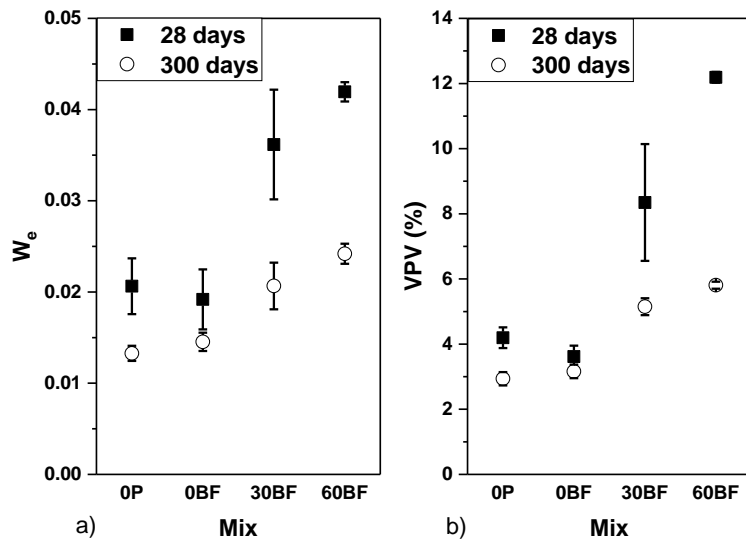 28 days
300 days
0.05
0.04
0.03
0.02
0.01
0.00
We
0P 0BF 30BF 60BF
a) Mix
28 days
300 days
14
12
10
8
6
4
2
0
VPV (%)
0P 0BF 30BF 60BF
b) Mix